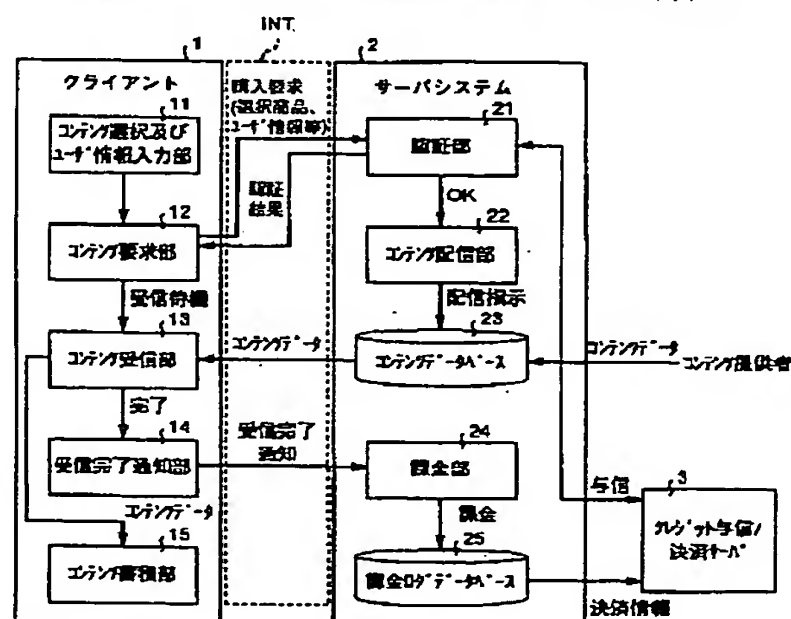 INT.
1
2
クライアント
購入要求
(選択商品、
ユーザ情報等)
サーバシステム
11
コンテンツ選択及び
ユーザ情報入力部
21
認証部
認証
結果
OK
12
コンテンツ要求部
22
コンテンツ配信部
受信待機
配信指示
13
コンテンツ受信部
コンテンツデータ
23
コンテンツデータベース
コンテンツデータ
コンテンツ提供者
完了
14
受信完了通知部
受信完了
通知
24
課金部
与信
3
クレジット与信/
決済サーバ
コンテンツデータ
課金
15
コンテンツ蓄積部
25
課金ログデータベース
決済情報